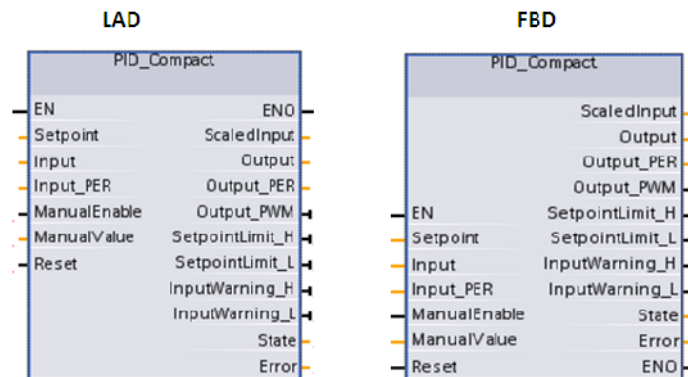 LAD
PID_Compact
EN ENO
Setpoint ScaledInput
Input Output
Input_PER Output_PER
ManualEnable Output_PWM
ManualValue SetpointLimit_H
Reset SetpointLimit_L
InputWarning_H
InputWarning_L
State
Error
FBD
PID_Compact
ScaledInput
Output
Output_PER
Output_PWM
EN SetpointLimit_H
Setpoint SetpointLimit_L
Input InputWarning_H
Input_PER InputWarning_L
ManualEnable State
ManualValue Error
Reset ENO